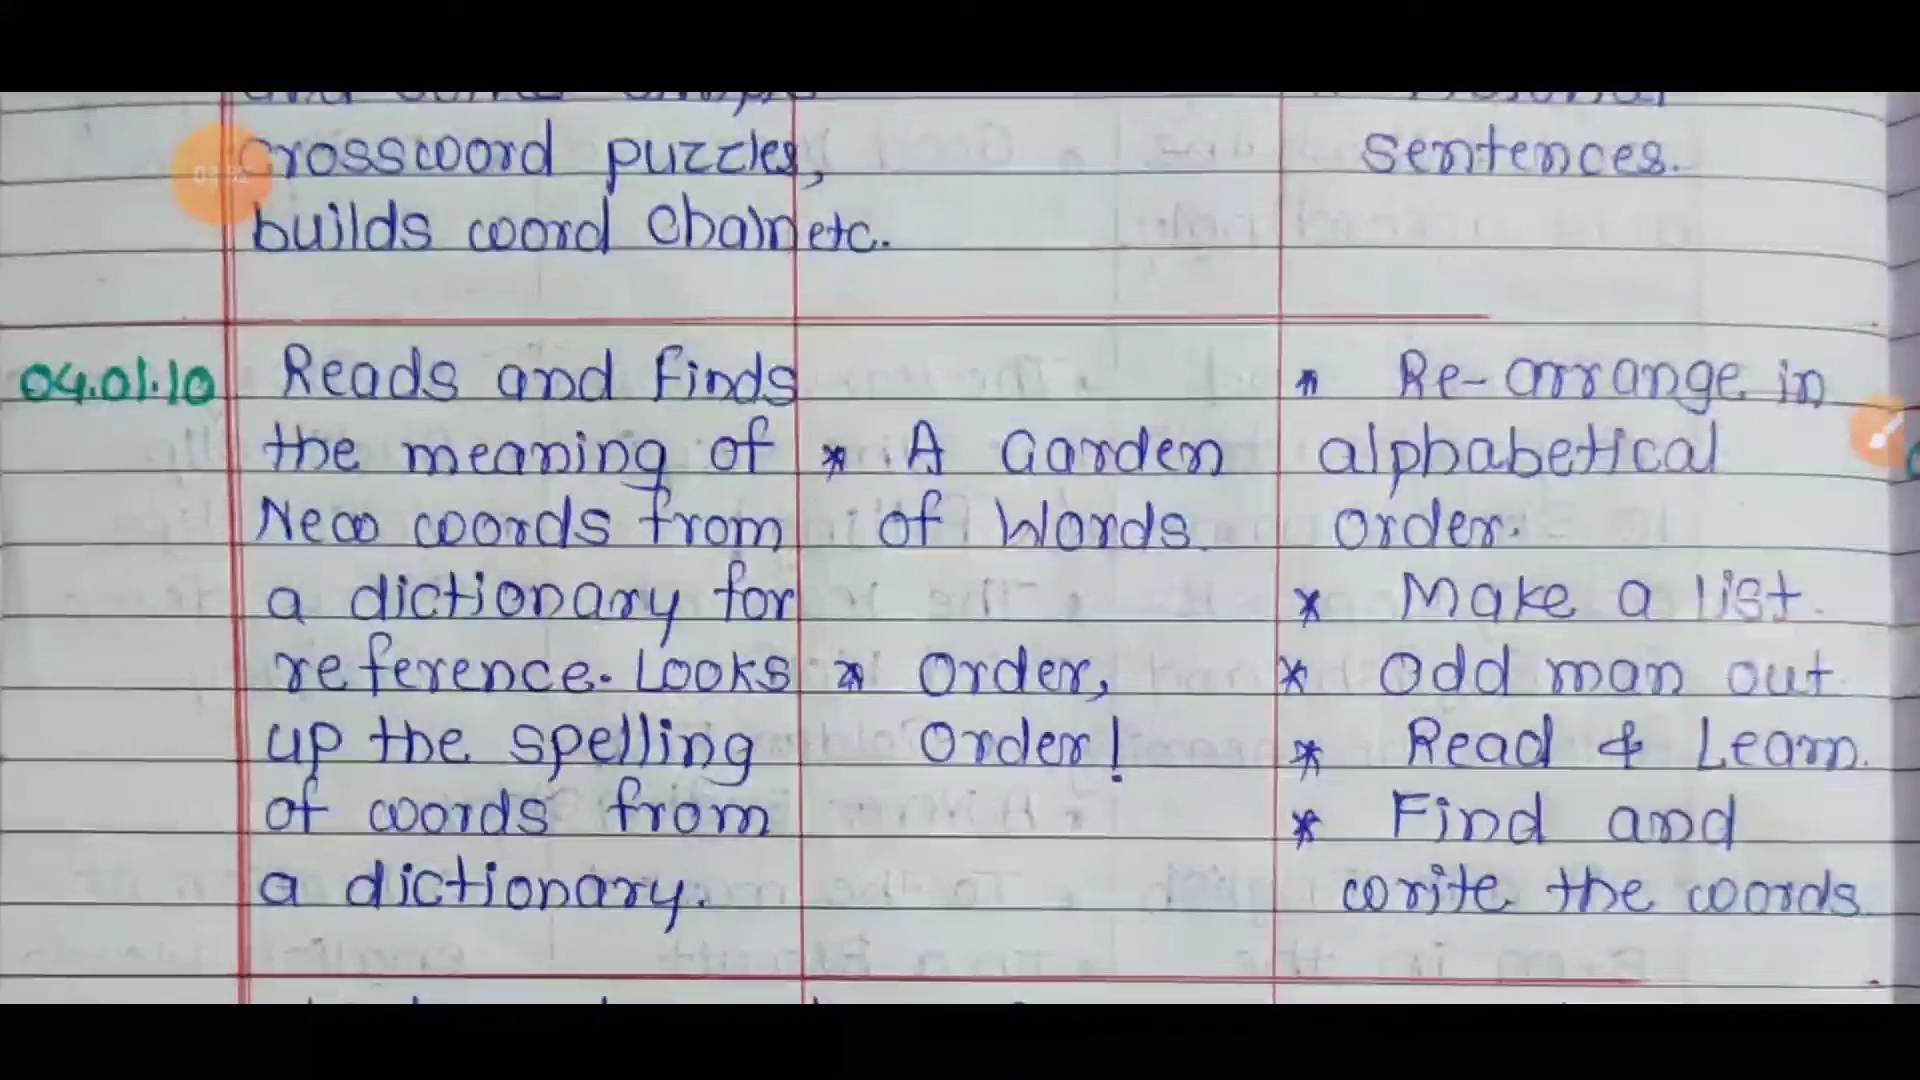 crossword puzzles,
builds word chain etc.
sentences.
04.01.10
Reads and finds
the meaning of
New words from
a dictionary for
reference. Looks
up the spelling
of words from
a dictionary.
* A Garden
of Words
* Order,
Order!
* Re-arrange in
alphabetical
order.
* Make a list.
* Odd man out
* Read & Learn.
* Find and
write the words